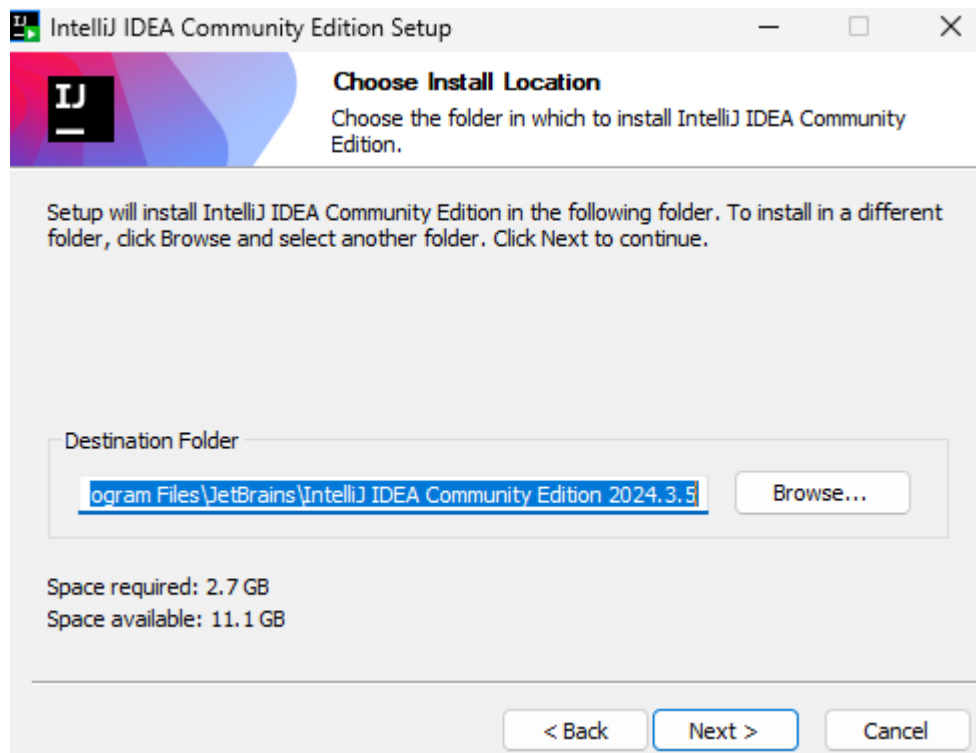 IntelliJ IDEA Community Edition Setup
IJ
Choose Install Location
Choose the folder in which to install IntelliJ IDEA Community
Edition.
Setup will install IntelliJ IDEA Community Edition in the following folder. To install in a different
folder, click Browse and select another folder. Click Next to continue.
Destination Folder
ogram Files\JetBrains\IntelliJ IDEA Community Edition 2024.3.5
Browse...
Space required: 2.7 GB
Space available: 11.1 GB
< Back
Next >
Cancel